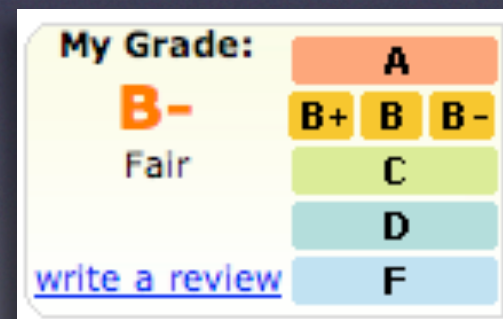 My Grade:
B-
Fair
write a review
A
B+ B B-
C
D
F